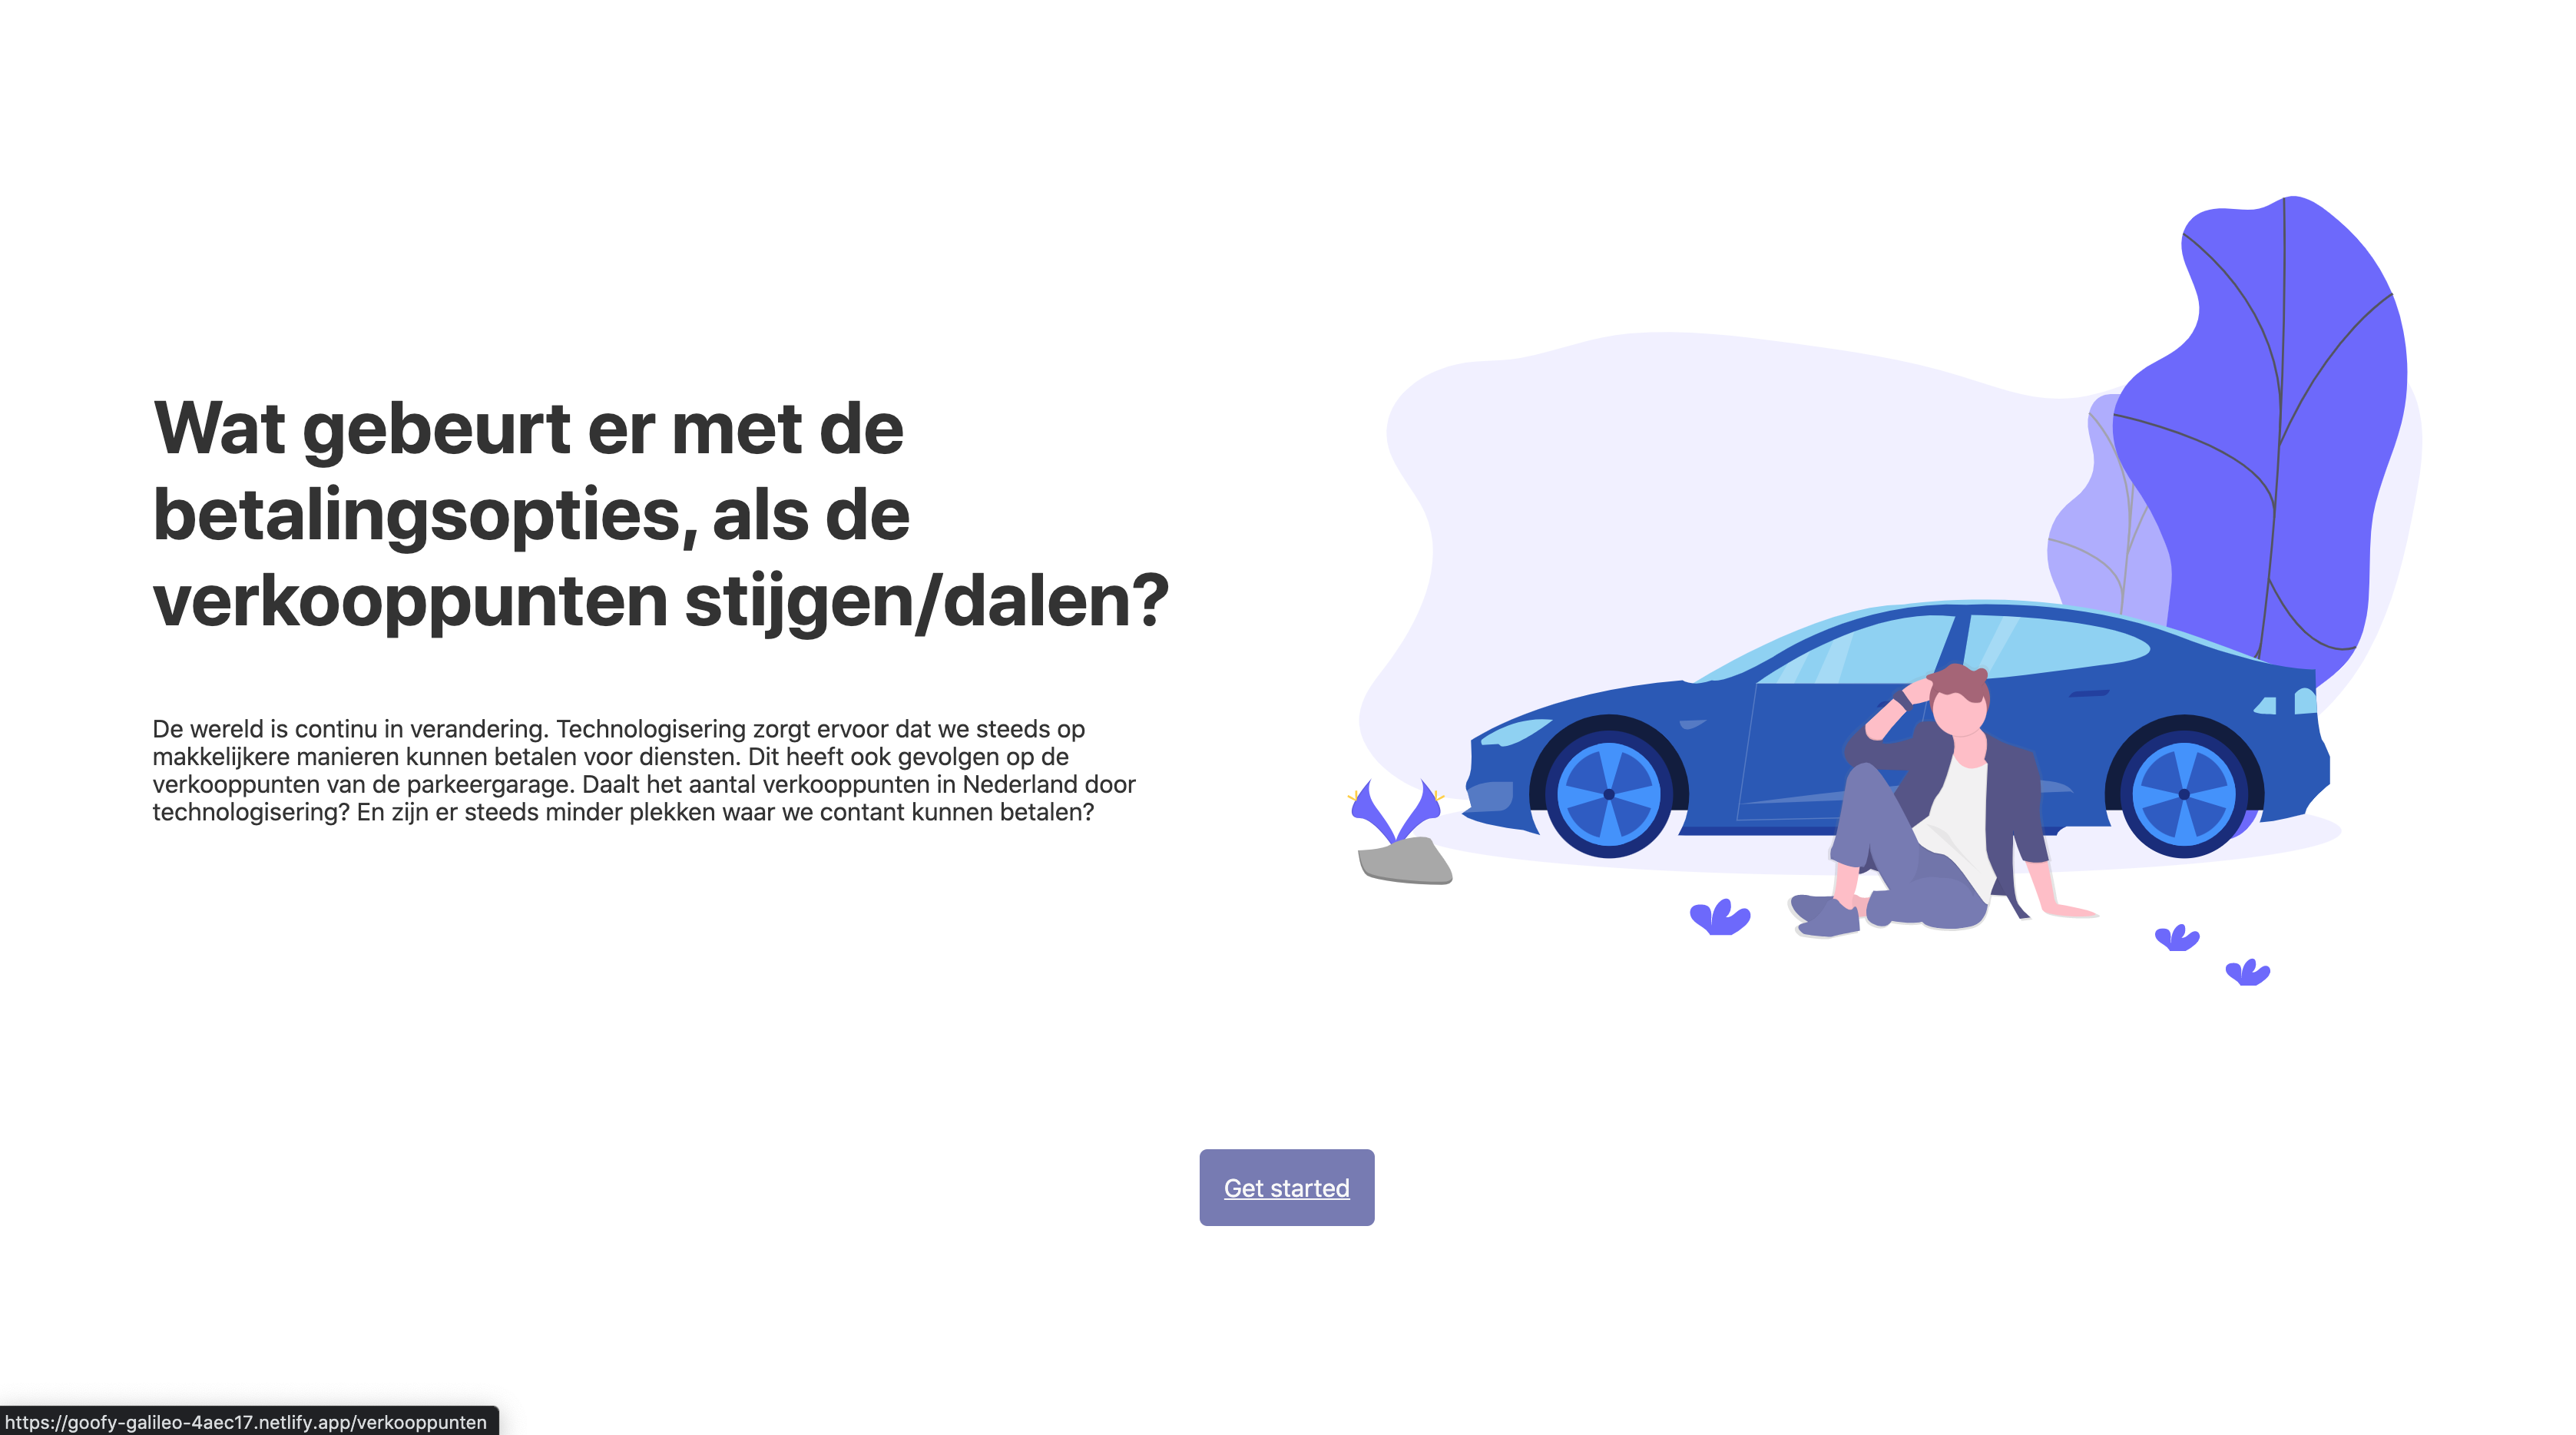 Wat gebeurt er met de
betalingsopties, als de
verkooppunten stijgen/dalen?
De wereld is continu in verandering. Technologisering zorgt ervoor dat we steeds op
makkelijkere manieren kunnen betalen voor diensten. Dit heeft ook gevolgen op de
verkooppunten van de parkeergarage. Daalt het aantal verkooppunten in Nederland door
technologisering? En zijn er steeds minder plekken waar we contant kunnen betalen?
Get started
https://goofy-galileo-4aec17.netlify.app/verkooppunten